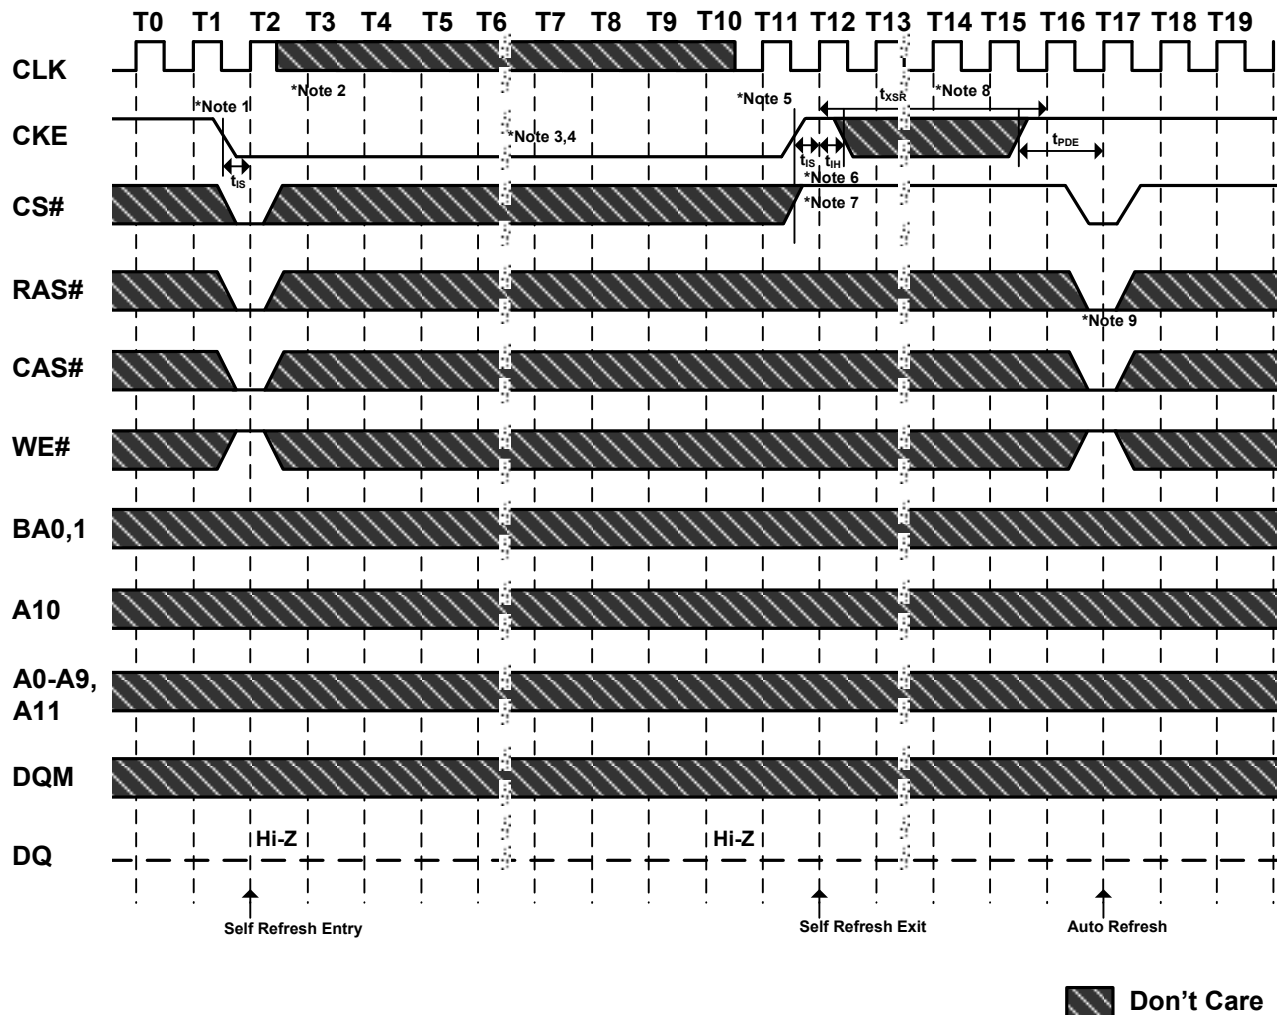 T0 T1 T2 T3 T4 T5 T6 T7 T8 T9 T10 T11 T12 T13 T14 T15 T16 T17 T18 T19
CLK
*Note 1
*Note 2
*Note 5
tXSR
*Note 8
CKE
*Note 3,4
tIS
tIS
tIH
tPDE
*Note 6
CS#
*Note 7
RAS#
*Note 9
CAS#
WE#
BA0,1
A10
A0-A9,
A11
DQM
Hi-Z
Hi-Z
DQ
Self Refresh Entry
Self Refresh Exit
Auto Refresh
Don't Care